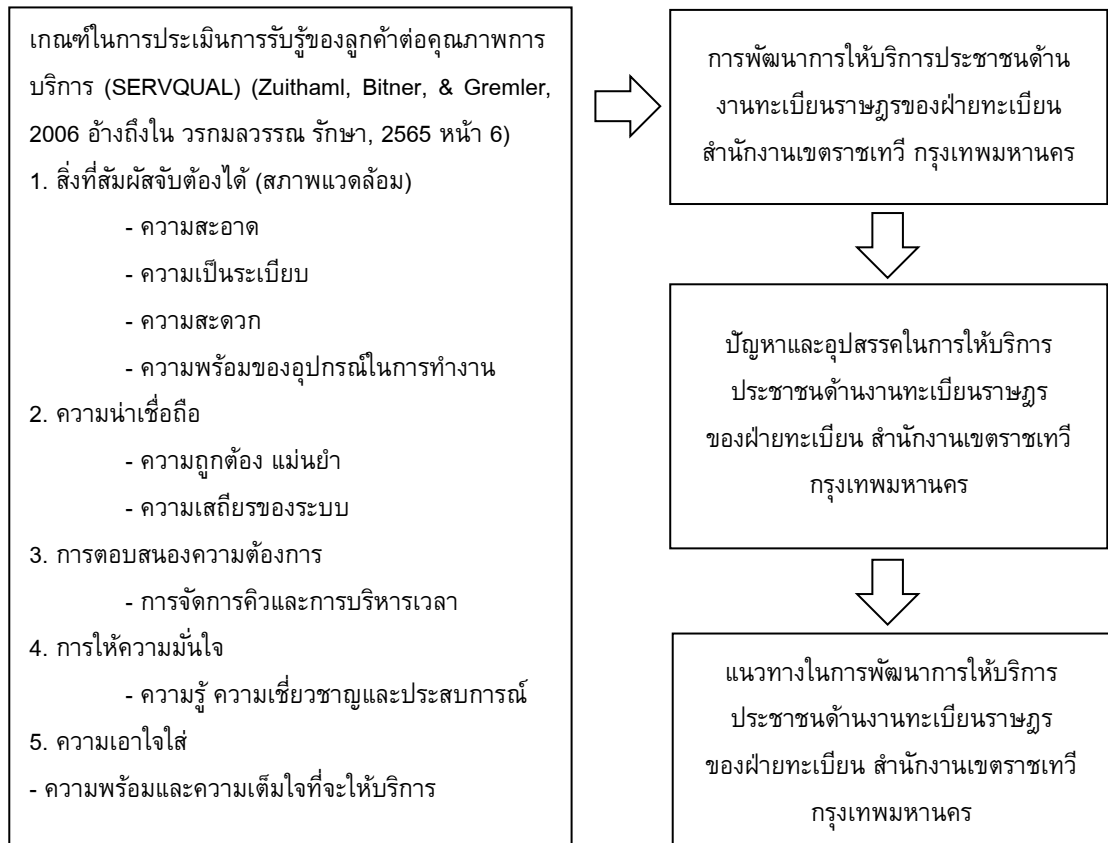 เกณฑ์ในการประเมินการรับรู้ของลูกค้าต่อคุณภาพการ
บริการ (SERVQUAL) (Zuithaml, Bitner, & Gremler,
2006 อ้างถึงใน วรกมลวรรณ รักษา, 2565 หน้า 6)
1. สิ่งที่สัมผัสจับต้องได้ (สภาพแวดล้อม)
- ความสะอาด
- ความเป็นระเบียบ
- ความสะดวก
- ความพร้อมของอุปกรณ์ในการทำงาน
2. ความน่าเชื่อถือ
- ความถูกต้อง แม่นยำ
- ความเสถียรของระบบ
3. การตอบสนองความต้องการ
- การจัดการคิวและการบริหารเวลา
4. การให้ความมั่นใจ
- ความรู้ ความเชี่ยวชาญและประสบการณ์
5. ความเอาใจใส่
- ความพร้อมและความเต็มใจที่จะให้บริการ
การพัฒนาการให้บริการประชาชนด้าน
งานทะเบียนราษฎรของฝ่ายทะเบียน
สำนักงานเขตราชเทวี กรุงเทพมหานคร
ปัญหาและอุปสรรคในการให้บริการ
ประชาชนด้านงานทะเบียนราษฎร
ของฝ่ายทะเบียน สำนักงานเขตราชเทวี
กรุงเทพมหานคร
แนวทางในการพัฒนาการให้บริการ
ประชาชนด้านงานทะเบียนราษฎร
ของฝ่ายทะเบียน สำนักงานเขตราชเทวี
กรุงเทพมหานคร